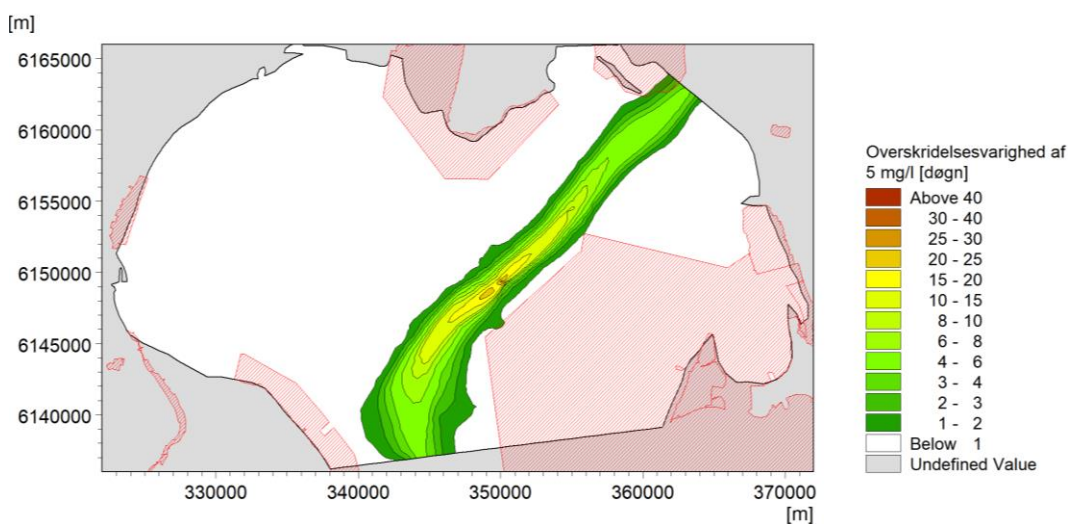 [m]
6165000
6160000
6155000
6150000
6145000
6140000
330000 340000 350000 360000 370000
[m]
Overskridelsesvarighed af
5 mg/l [døgn]
Above 40
30 - 40
25 - 30
20 - 25
15 - 20
10 - 15
8 - 10
6 - 8
4 - 6
3 - 4
2 - 3
1 - 2
Below 1
Undefined Value